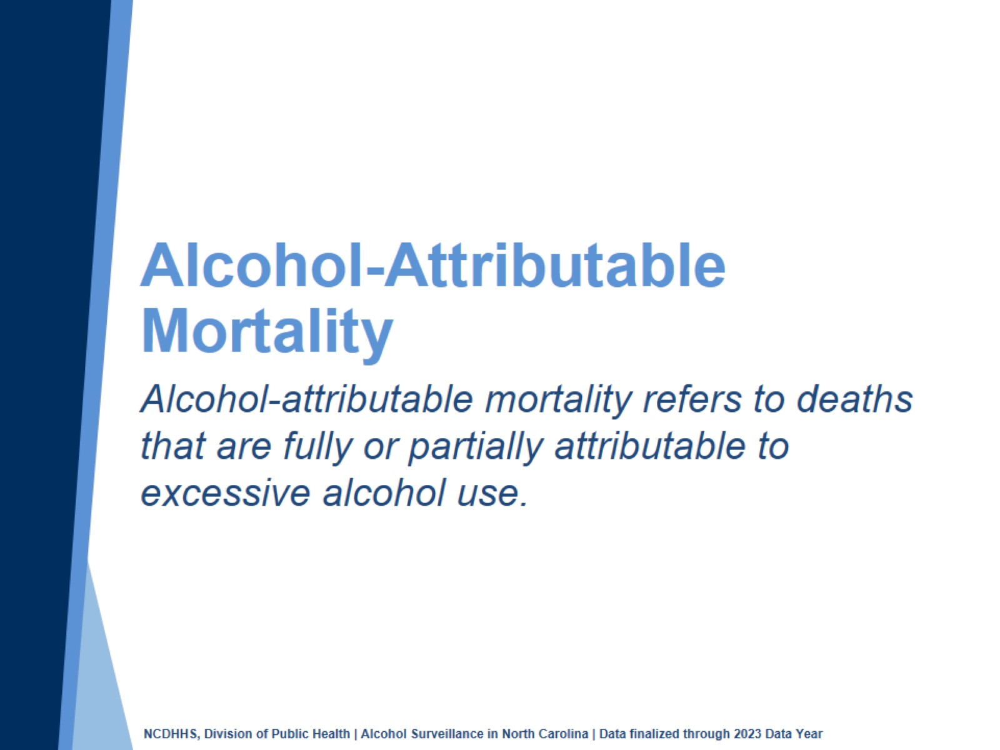 Alcohol-Attributable
Mortality
Alcohol-attributable mortality refers to deaths
that are fully or partially attributable to
excessive alcohol use.
NCDHHS, Division of Public Health | Alcohol Surveillance in North Carolina | Data finalized through 2023 Data Year